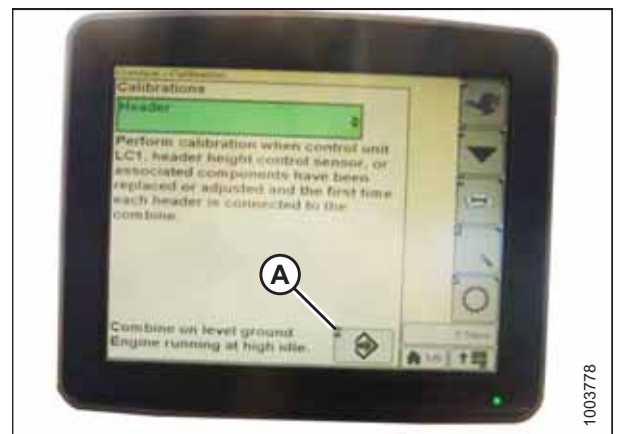 Calibrations
Header
Perform calibration when control unit
LC1, header height control sensor, or
associated components have been
replaced or adjusted and the first time
each header is connected to the
combine.
A
Combine on level ground.
Engine running at high idle.
1003778